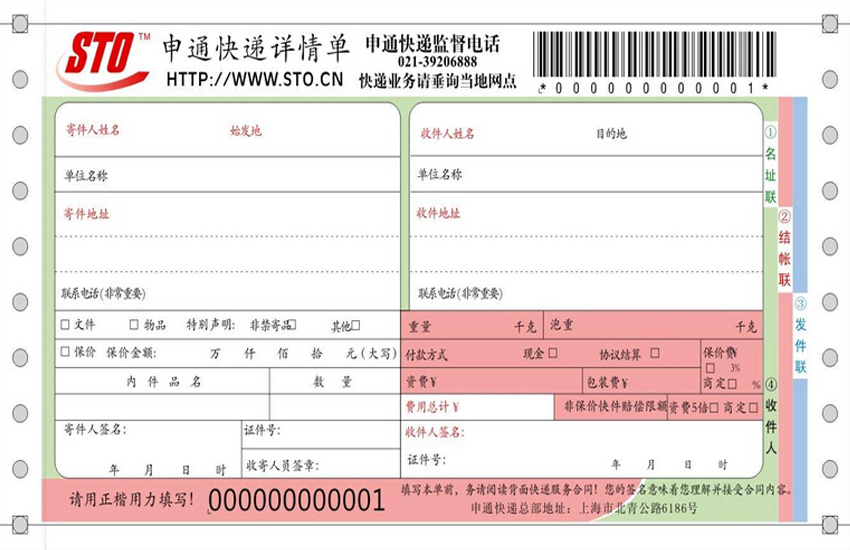 STO™ 申通快递详情单 申通快递监督电话
021-39206888
HTTP://WWW.STO.CN 快递业务请垂询当地网点
*000000000001*
寄件人姓名 始发地 收件人姓名 目的地
单位名称 单位名称
寄件地址 收件地址
联系电话(非常重要) 联系电话(非常重要)
□文件 □物品 特别声明: 非禁寄品□ 其他□ 重量 千克 泡重 千克
□保价 保价金额: 万 仟 佰 拾 元(大写) 付款方式 现金□ 协议结算□ 保价费¥
□ 3%
内件品名 数量 资费¥ 包装费¥ 商定□ %
费用总计¥ 非保价快件赔偿限额 资费5倍□ 商定□
寄件人签名: 证件号: 收件人签名:
年 月 日 时 收寄人员签章: 证件号: 年 月 日 时
①名址联
②结帐联
③发件联
④收件人
请用正楷用力填写! 000000000001 填写本单前,务请阅读背面快递服务合同!您的签名意味着您理解并接受合同内容。
申通快递总部地址:上海市北青公路6186号